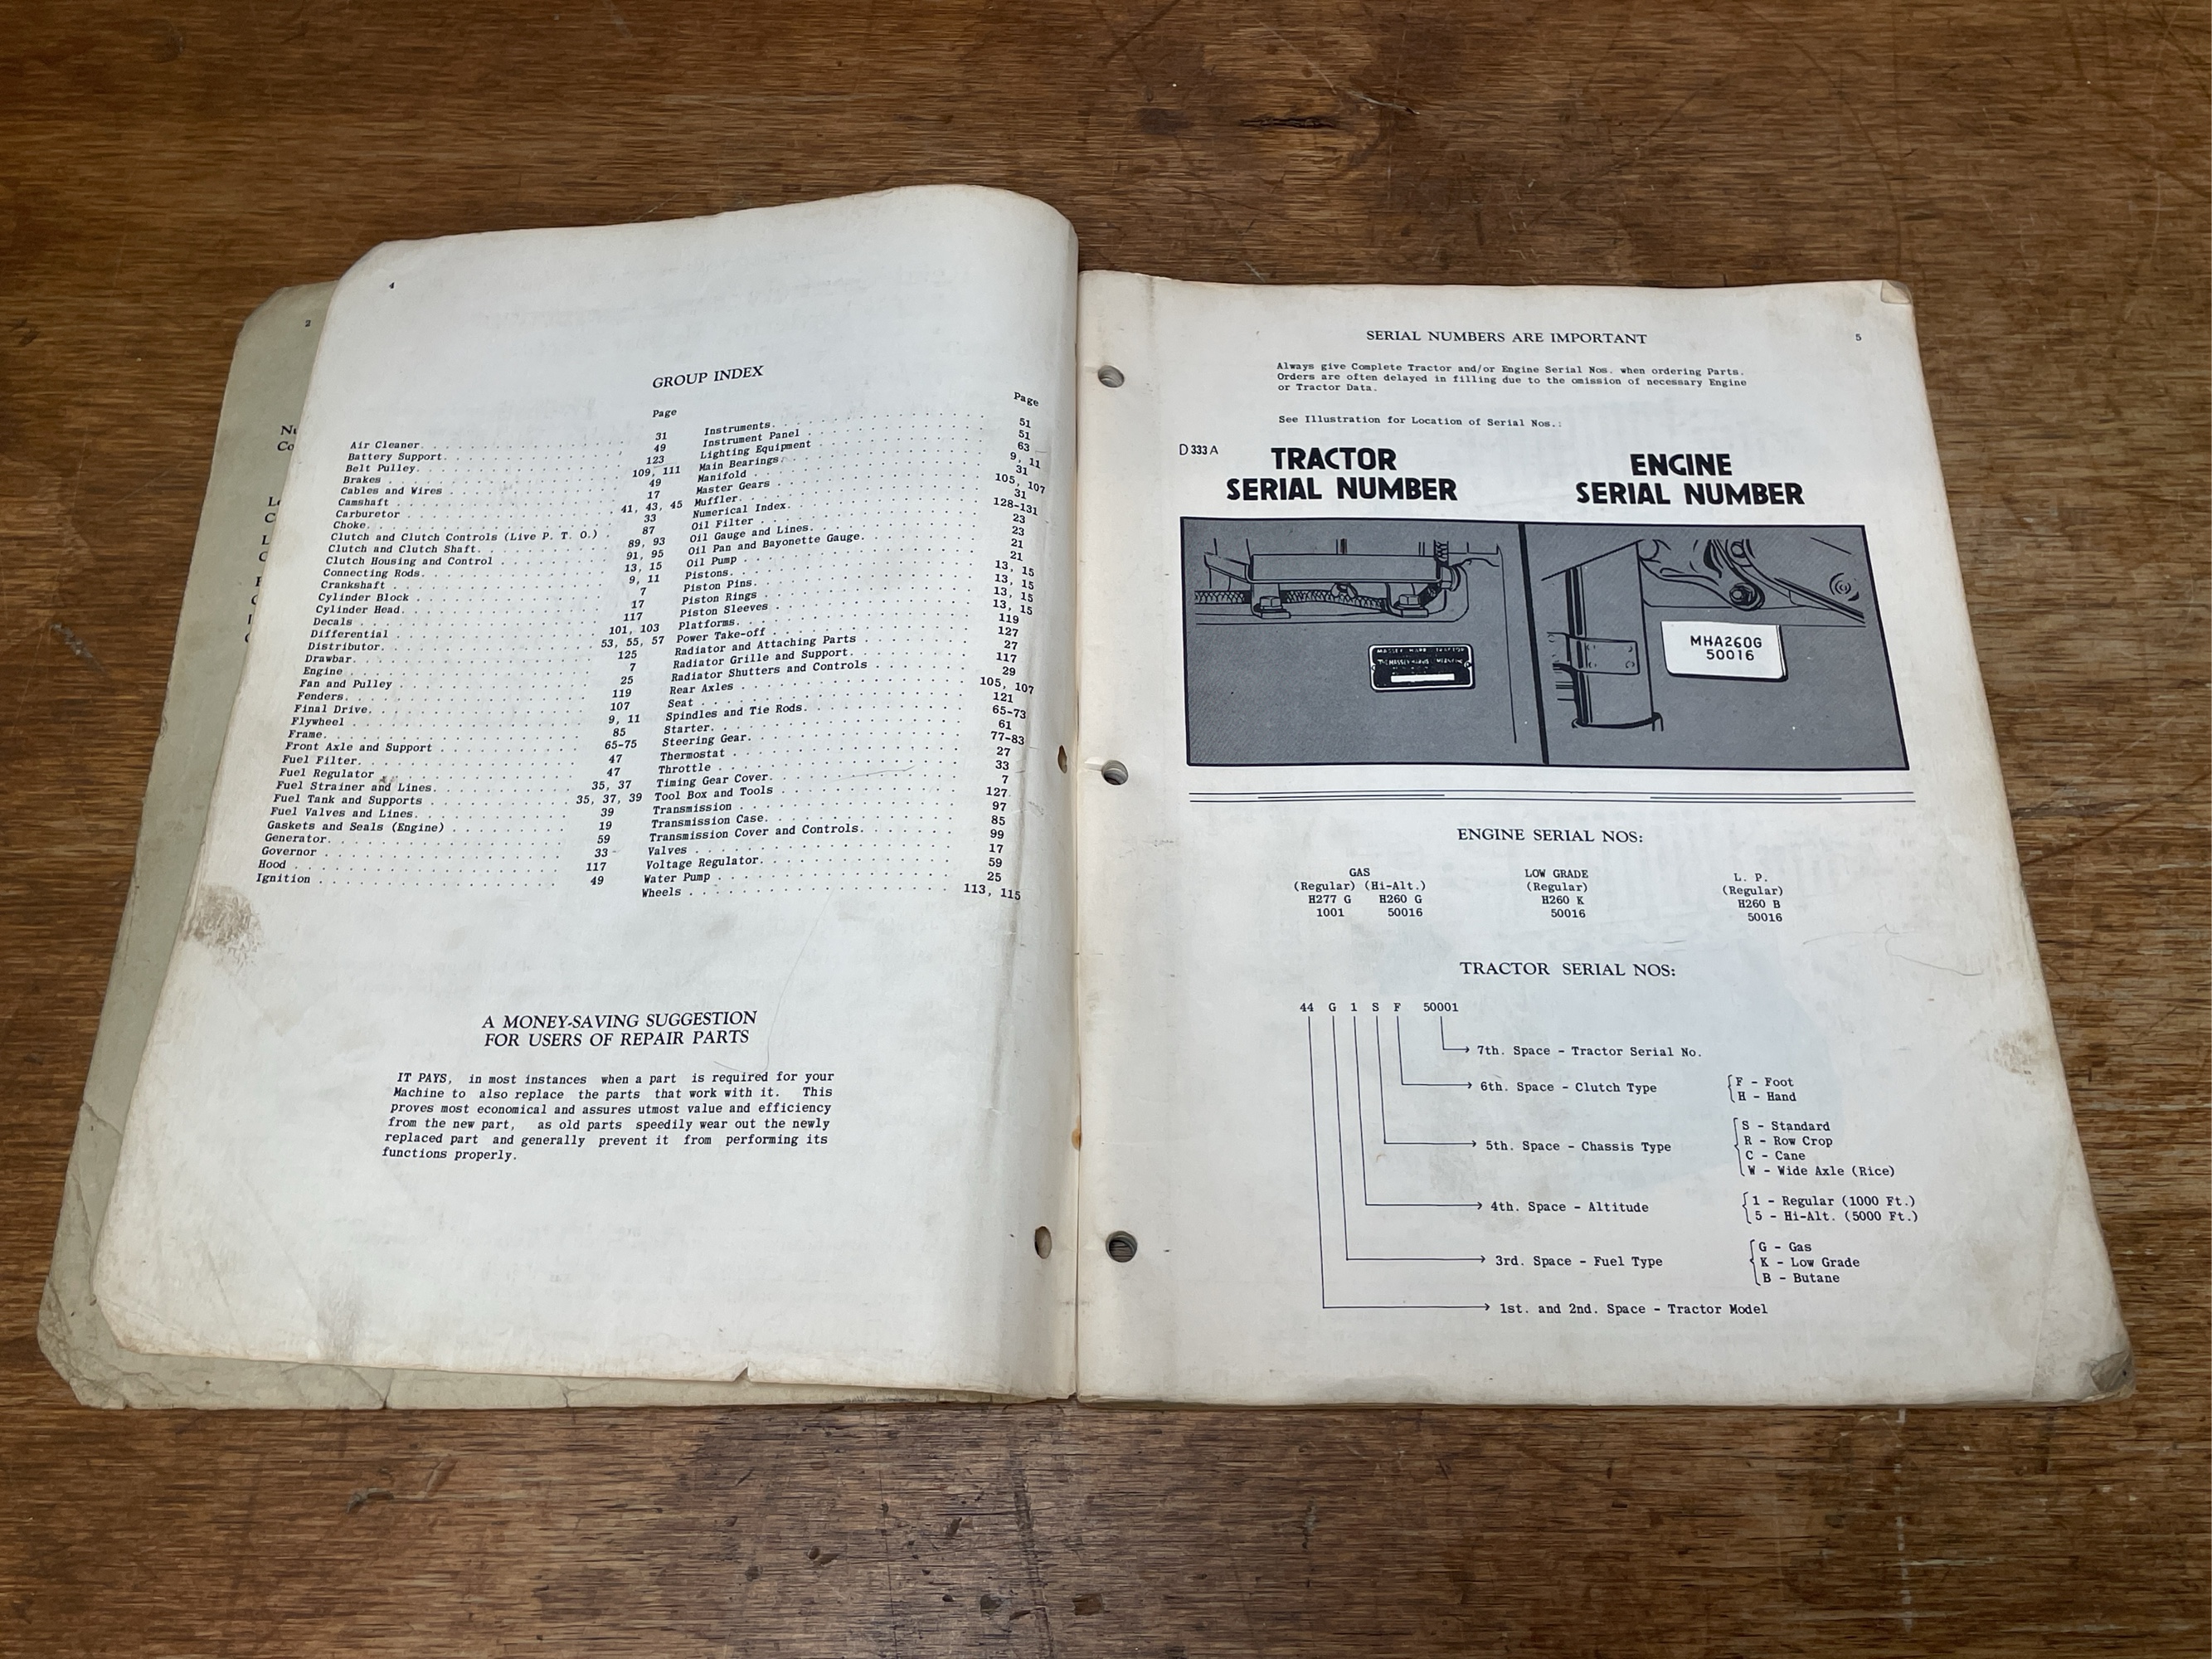 2
Nu
Co
4
GROUP INDEX
Page
Air Cleaner. . . . . . . . . . . . . . . 31
Battery Support. . . . . . . . . . . . . 49
Belt Pulley. . . . . . . . . . . . . . . 123
Brakes . . . . . . . . . . . . . . . 109, 111
Cables and Wires . . . . . . . . . . . . 49
Camshaft . . . . . . . . . . . . . . . . 17
Carburetor . . . . . . . . . . . . . 41, 43, 45
Choke. . . . . . . . . . . . . . . . . . 33
Clutch and Clutch Controls (Live P. T. O.) . 87
Clutch and Clutch Shaft. . . . . . . . . 89, 93
Clutch Housing and Control . . . . . . . 91, 95
Connecting Rods. . . . . . . . . . . . . 13, 15
Crankshaft . . . . . . . . . . . . . . . 9, 11
Cylinder Block . . . . . . . . . . . . . 7
Cylinder Head. . . . . . . . . . . . . . 17
Decals . . . . . . . . . . . . . . . . . 117
Differential . . . . . . . . . . . . . . 101, 103
Distributor. . . . . . . . . . . . . . . 53, 55, 57
Drawbar. . . . . . . . . . . . . . . . . 125
Engine . . . . . . . . . . . . . . . . . 7
Fan and Pulley . . . . . . . . . . . . . 25
Fenders. . . . . . . . . . . . . . . . . 119
Final Drive. . . . . . . . . . . . . . . 107
Flywheel . . . . . . . . . . . . . . . . 9, 11
Frame. . . . . . . . . . . . . . . . . . 85
Front Axle and Support . . . . . . . . . 65-75
Fuel Filter. . . . . . . . . . . . . . . 47
Fuel Regulator . . . . . . . . . . . . . 47
Fuel Strainer and Lines. . . . . . . . . 35, 37
Fuel Tank and Supports . . . . . . . . . 35, 37, 39
Fuel Valves and Lines. . . . . . . . . . 39
Gaskets and Seals (Engine) . . . . . . . 19
Generator. . . . . . . . . . . . . . . . 59
Governor . . . . . . . . . . . . . . . . 33
Hood . . . . . . . . . . . . . . . . . . 117
Ignition . . . . . . . . . . . . . . . . 49
Page
Instruments. . . . . . . . . . . . . . . 51
Instrument Panel . . . . . . . . . . . . 51
Lighting Equipment . . . . . . . . . . . 63
Main Bearings. . . . . . . . . . . . . . 9, 11
Manifold . . . . . . . . . . . . . . . . 31
Master Gears . . . . . . . . . . . . . . 105, 107
Muffler. . . . . . . . . . . . . . . . . 31
Numerical Index. . . . . . . . . . . . . 128-131
Oil Filter . . . . . . . . . . . . . . . 23
Oil Gauge and Lines. . . . . . . . . . . 23
Oil Pan and Bayonette Gauge. . . . . . . 21
Oil Pump . . . . . . . . . . . . . . . . 21
Pistons. . . . . . . . . . . . . . . . . 13, 15
Piston Pins. . . . . . . . . . . . . . . 13, 15
Piston Rings . . . . . . . . . . . . . . 13, 15
Piston Sleeves . . . . . . . . . . . . . 13, 15
Platforms. . . . . . . . . . . . . . . . 119
Power Take-off . . . . . . . . . . . . . 127
Radiator and Attaching Parts . . . . . . 27
Radiator Grille and Support. . . . . . . 117
Radiator Shutters and Controls . . . . . 29
Rear Axles . . . . . . . . . . . . . . . 105, 107
Seat . . . . . . . . . . . . . . . . . . 121
Spindles and Tie Rods. . . . . . . . . . 65-73
Starter. . . . . . . . . . . . . . . . . 61
Steering Gear. . . . . . . . . . . . . . 77-83
Thermostat . . . . . . . . . . . . . . . 27
Throttle . . . . . . . . . . . . . . . . 33
Timing Gear Cover. . . . . . . . . . . . 7
Tool Box and Tools . . . . . . . . . . . 127
Transmission . . . . . . . . . . . . . . 97
Transmission Case. . . . . . . . . . . . 85
Transmission Cover and Controls. . . . . 99
Valves . . . . . . . . . . . . . . . . . 17
Voltage Regulator. . . . . . . . . . . . 59
Water Pump . . . . . . . . . . . . . . . 25
Wheels . . . . . . . . . . . . . . . . . 113, 115
A MONEY-SAVING SUGGESTION
FOR USERS OF REPAIR PARTS
IT PAYS, in most instances when a part is required for your
Machine to also replace the parts that work with it. This
proves most economical and assures utmost value and efficiency
from the new part, as old parts speedily wear out the newly
replaced part and generally prevent it from performing its
functions properly.
SERIAL NUMBERS ARE IMPORTANT
5
Always give Complete Tractor and/or Engine Serial Nos. when ordering Parts.
Orders are often delayed in filling due to the omission of necessary Engine
or Tractor Data.
See Illustration for Location of Serial Nos.:
D 333 A
TRACTOR
SERIAL NUMBER
ENGINE
SERIAL NUMBER
MHA260G
50016
ENGINE SERIAL NOS:
GAS LOW GRADE L. P.
(Regular) (Hi-Alt.) (Regular) (Regular)
H277 G H260 G H260 K H260 B
1001 50016 50016 50016
TRACTOR SERIAL NOS:
44 G 1 S F 50001
7th. Space - Tractor Serial No.
6th. Space - Clutch Type
F - Foot
H - Hand
5th. Space - Chassis Type
S - Standard
R - Row Crop
C - Cane
W - Wide Axle (Rice)
4th. Space - Altitude
1 - Regular (1000 Ft.)
5 - Hi-Alt. (5000 Ft.)
3rd. Space - Fuel Type
G - Gas
K - Low Grade
B - Butane
1st. and 2nd. Space - Tractor Model